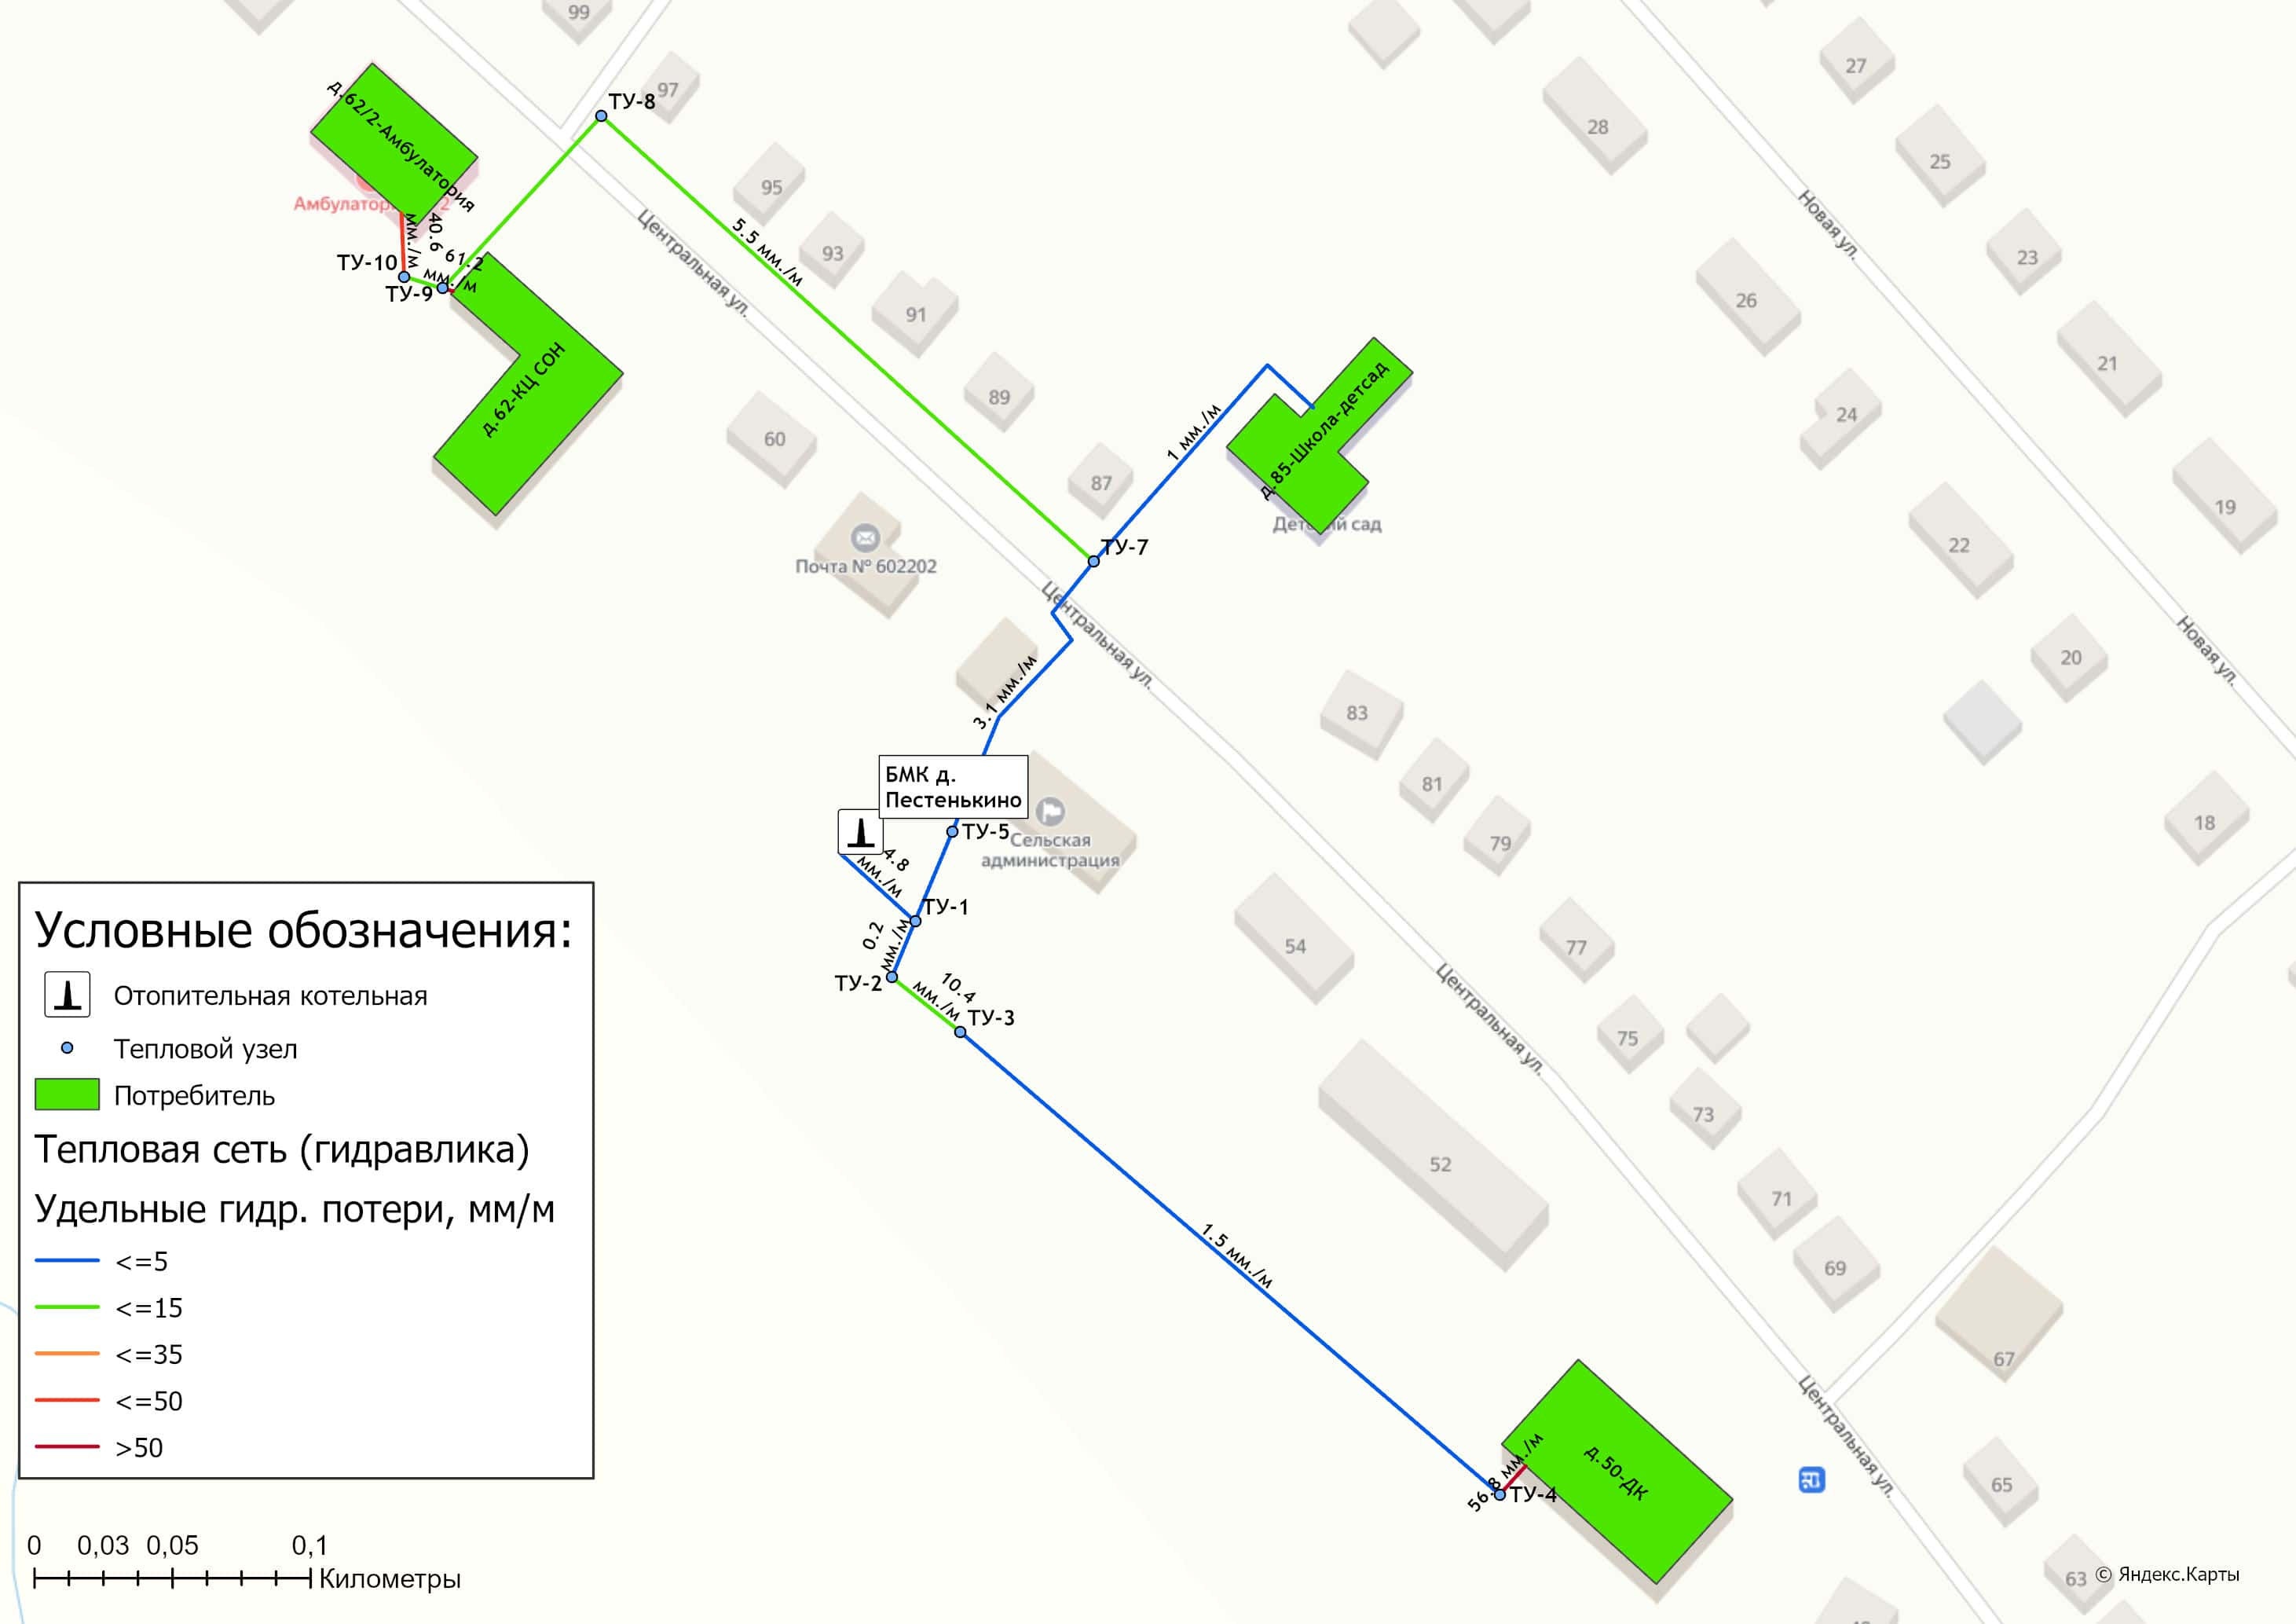 99
97
ТУ-8
27
28
25
д.62/2-Амбулатория
95
Центральная ул.
Новая ул.
5.5 мм./м
93
23
40.6
мм./м
61.2
мм./м
ТУ-10
ТУ-9
91
26
21
д.62-КЦ СОН
89
24
1 мм./м
д.85-Школа-детсад
60
87
19
Детский сад
22
ТУ-7
Почта № 602202
Центральная ул.
Новая ул.
20
3.1 мм./м
83
БМК д.
Пестенькино
81
79
18
ТУ-5
Сельская
администрация
4.8
мм./м
ТУ-1
0.2
мм./м
ТУ-2
10.4
мм./м
ТУ-3
54
77
Центральная ул.
75
73
52
71
69
1.5 мм./м
67
Центральная ул.
56.8 мм./м
ТУ-4
д.50-ДК
65
63
Условные обозначения:
Отопительная котельная
Тепловой узел
Потребитель
Тепловая сеть (гидравлика)
Удельные гидр. потери, мм/м
<=5
<=15
<=35
<=50
>50
0 0,03 0,05 0,1
Километры
© Яндекс.Карты